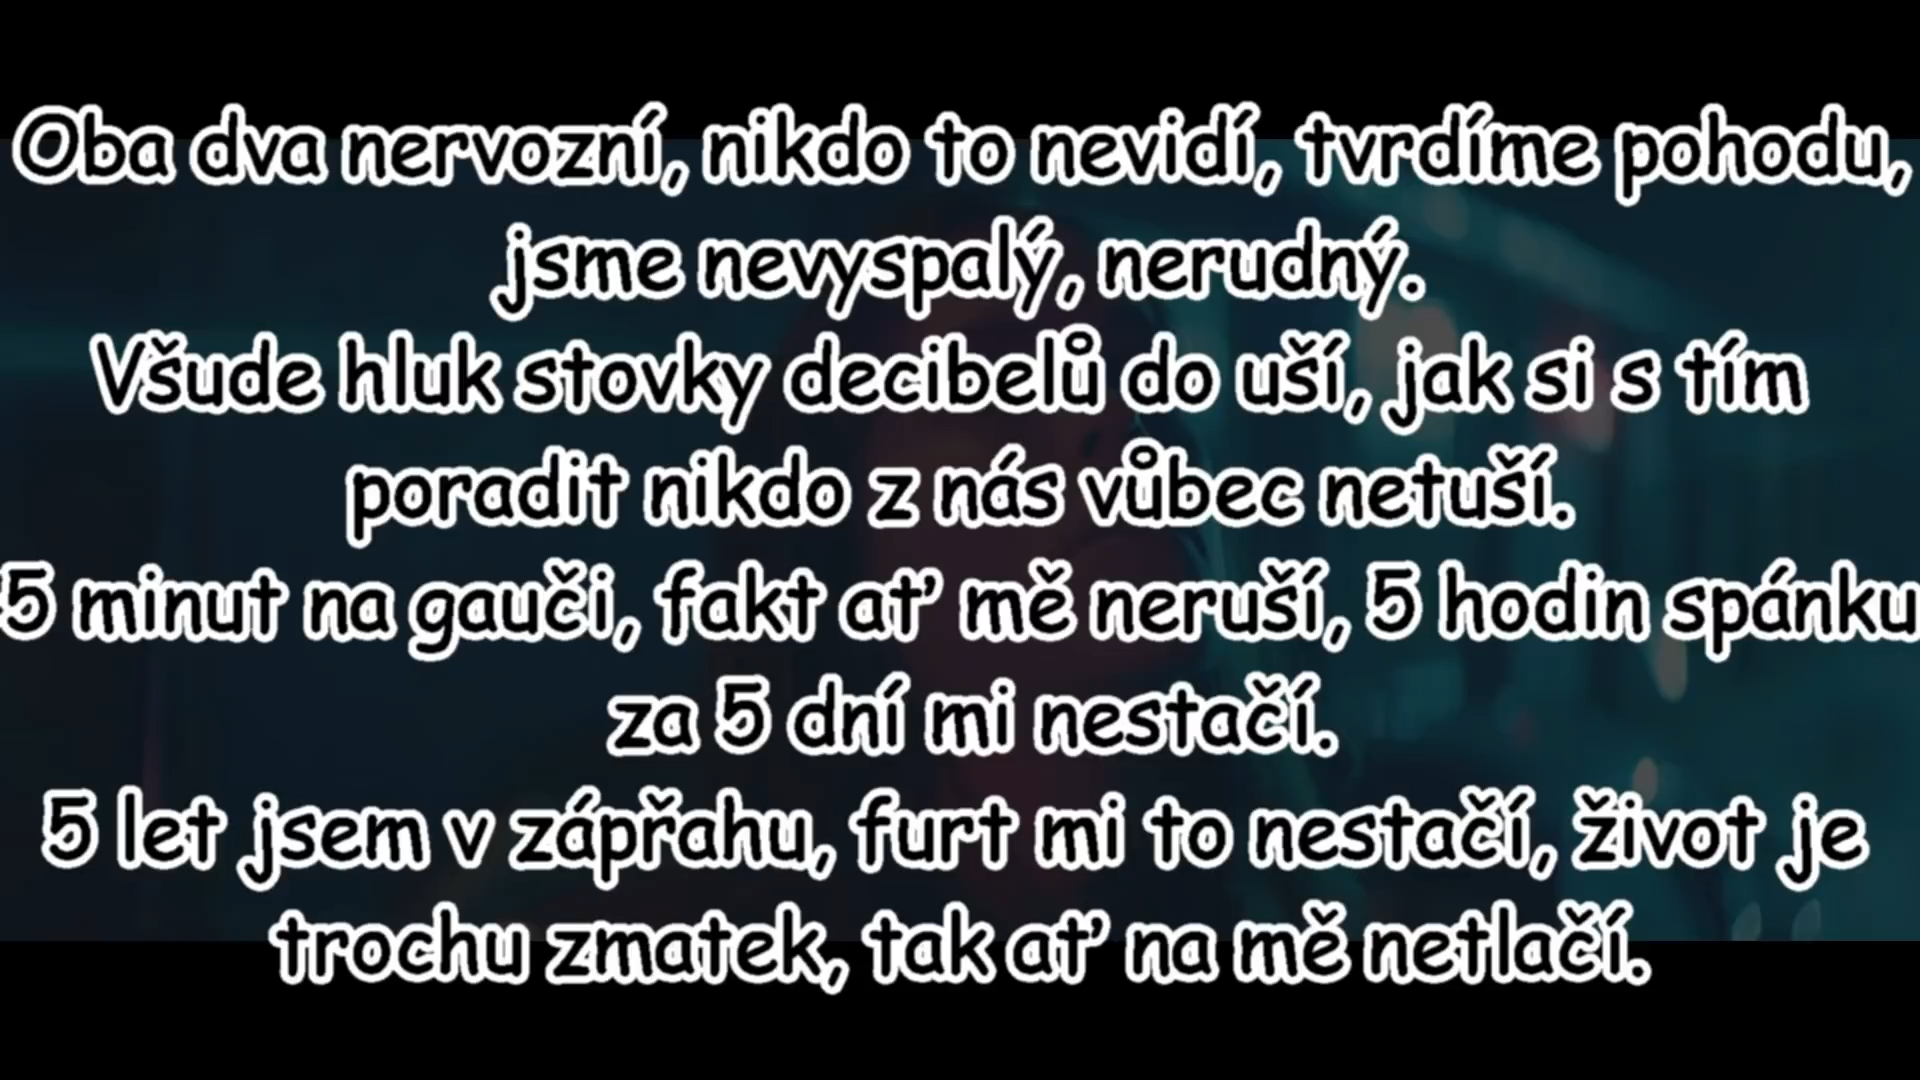 Oba dva nervozní, nikdo to nevidí, tvrdíme pohodu,
jsme nevyspalý, nerudný.
Všude hluk stovky decibelů do uší, jak si s tím
poradit nikdo z nás vůbec netuší.
5 minut na gauči, fakt ať mě neruší, 5 hodin spánku
za 5 dní mi nestačí.
5 let jsem v zápřahu, furt mi to nestačí, život je
trochu zmatek, tak ať na mě netlačí.